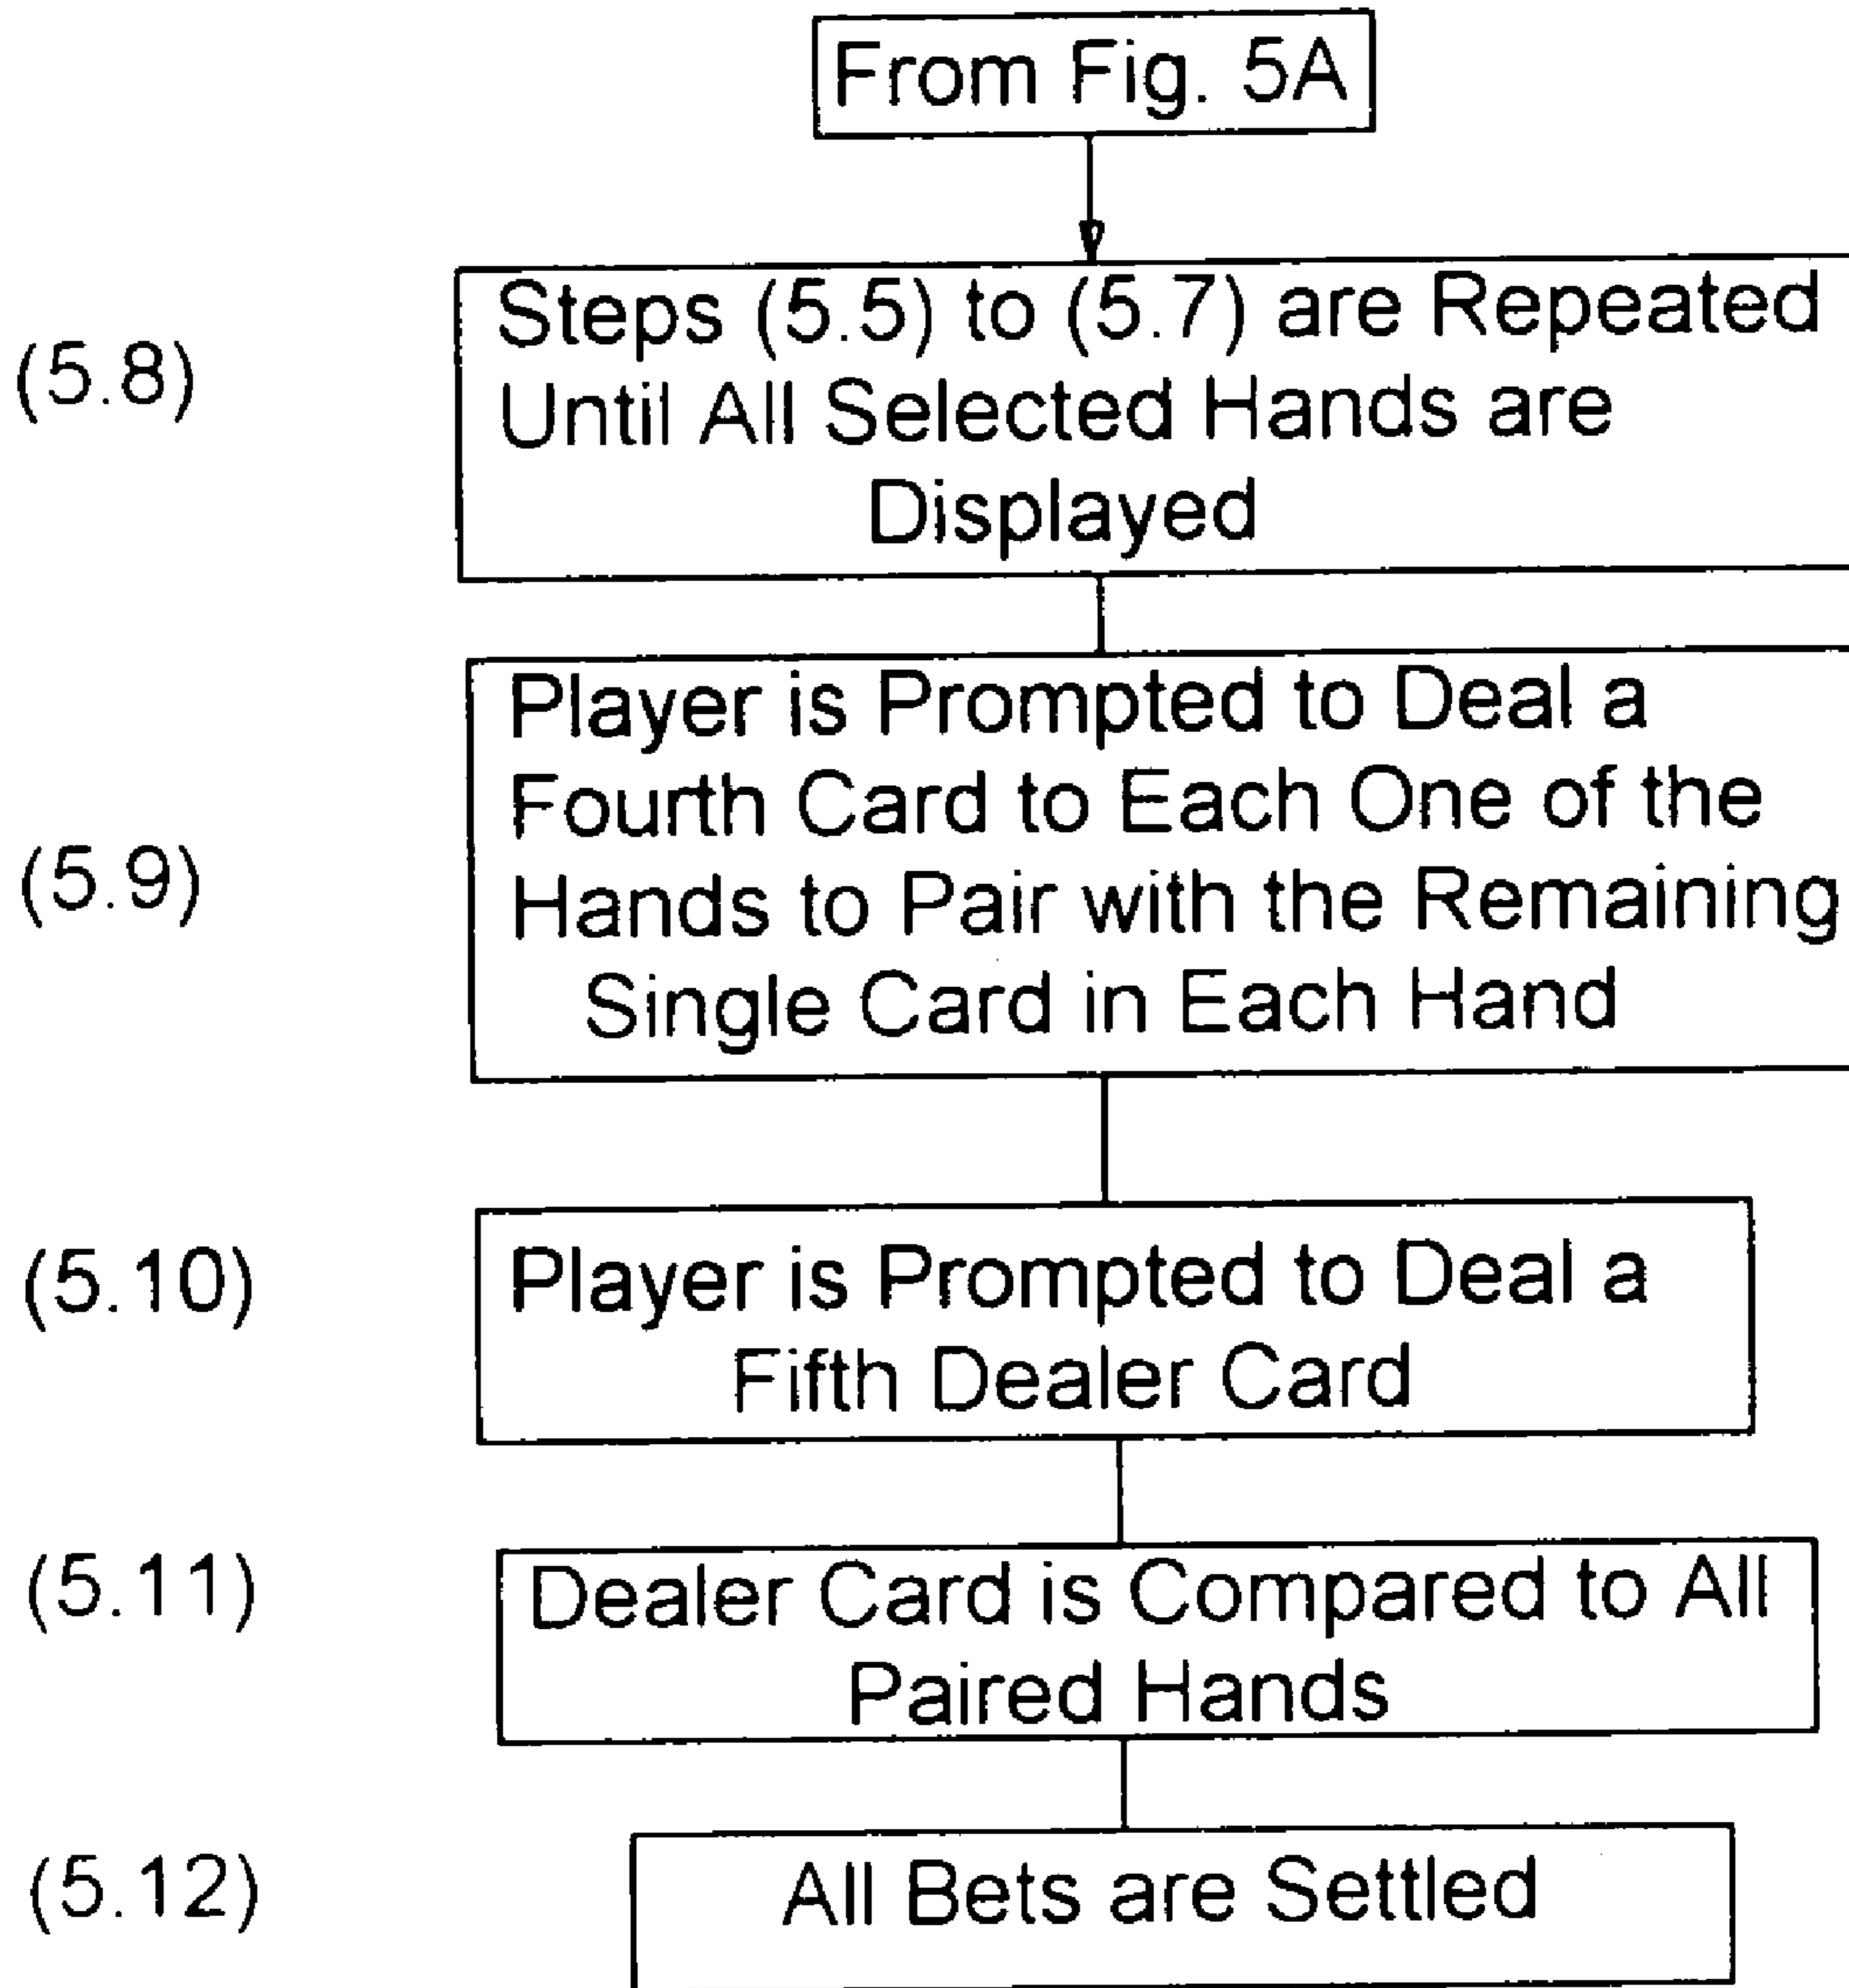 From Fig. 5A
(5.8)
Steps (5.5) to (5.7) are Repeated
Until All Selected Hands are
Displayed
(5.9)
Player is Prompted to Deal a
Fourth Card to Each One of the
Hands to Pair with the Remaining
Single Card in Each Hand
(5.10)
Player is Prompted to Deal a
Fifth Dealer Card
(5.11)
Dealer Card is Compared to All
Paired Hands
(5.12)
All Bets are Settled